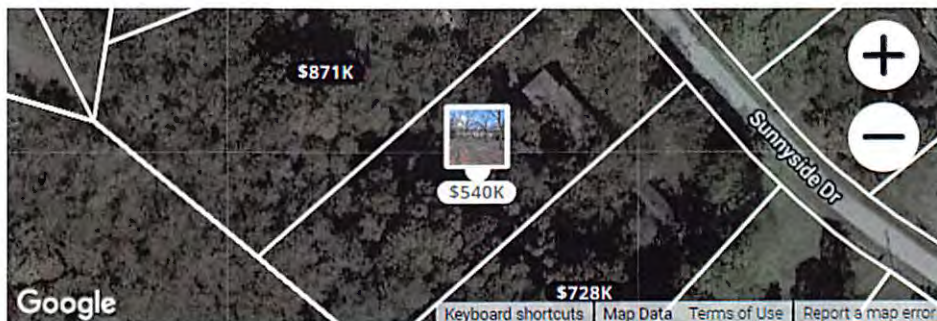 $871K
+
Sunnyside Dr
−
$540K
$728K
Google
Keyboard shortcuts
Map Data
Terms of Use
Report a map error